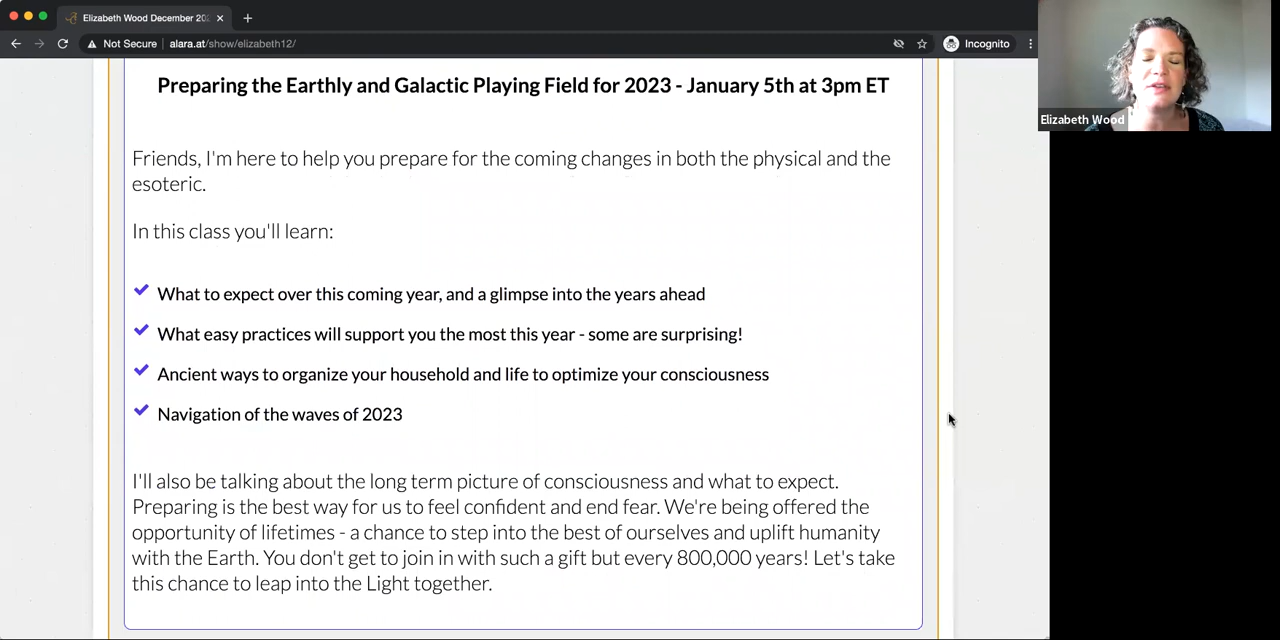 Elizabeth Wood December 202
Not Secure
alara.at/show/elizabeth12/
Incognito
Elizabeth Wood
Preparing the Earthly and Galactic Playing Field for 2023 - January 5th at 3pm ET
Friends, I'm here to help you prepare for the coming changes in both the physical and the
esoteric.
In this class you'll learn:
What to expect over this coming year, and a glimpse into the years ahead
What easy practices will support you the most this year - some are surprising!
Ancient ways to organize your household and life to optimize your consciousness
Navigation of the waves of 2023
I'll also be talking about the long term picture of consciousness and what to expect.
Preparing is the best way for us to feel confident and end fear. We're being offered the
opportunity of lifetimes - a chance to step into the best of ourselves and uplift humanity
with the Earth. You don't get to join in with such a gift but every 800,000 years! Let's take
this chance to leap into the Light together.